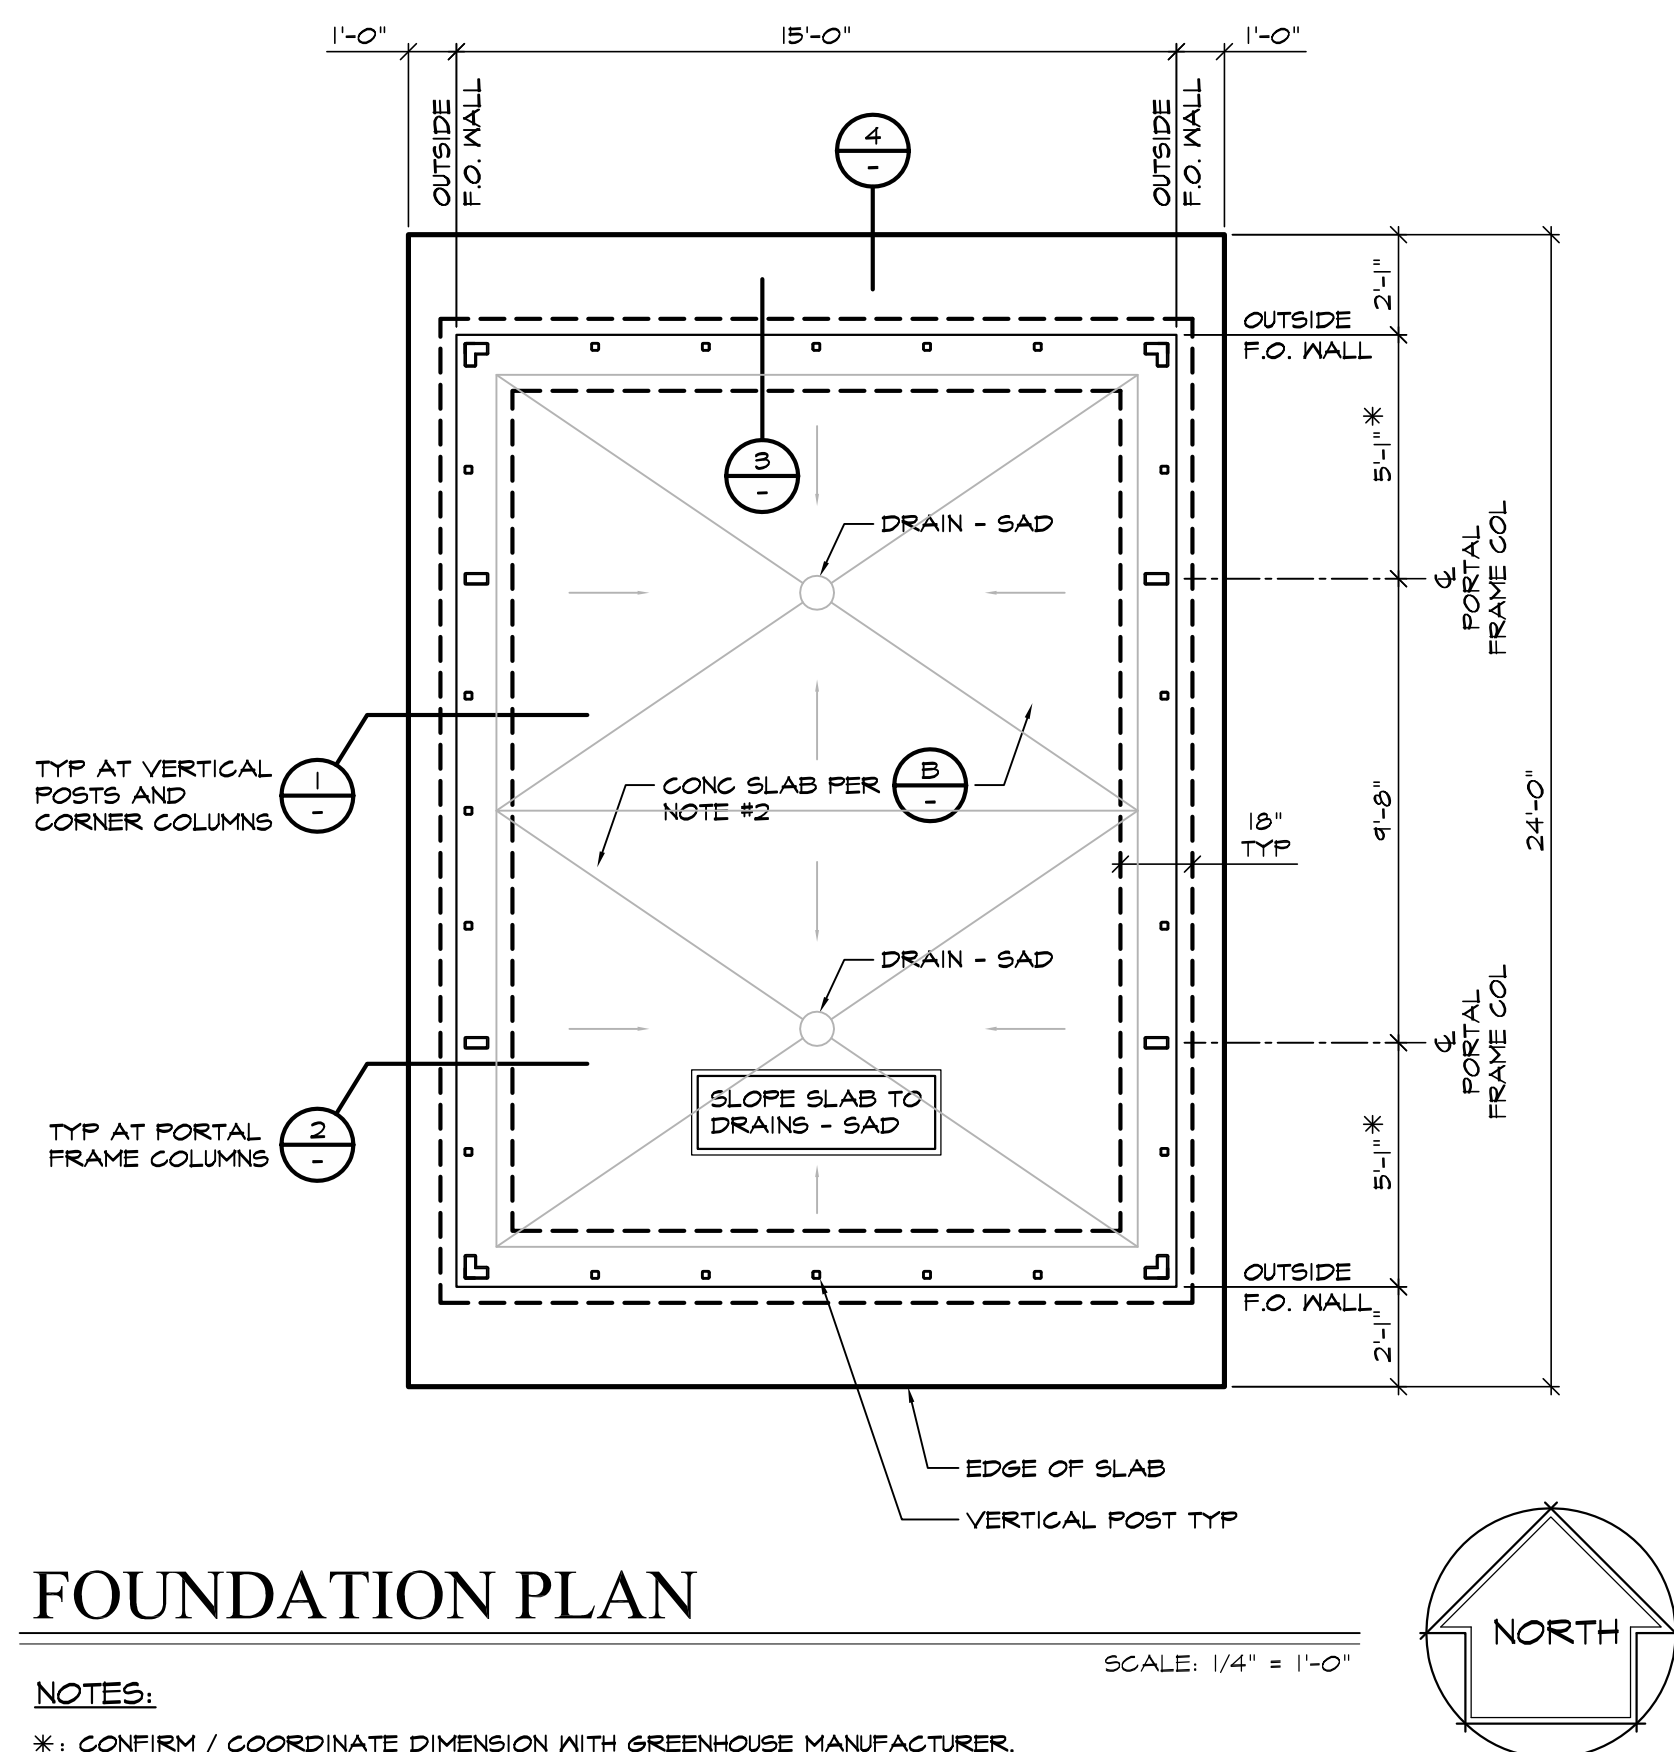 1'-0"
15'-0"
1'-0"
OUTSIDE
F.O. WALL
OUTSIDE
F.O. WALL
4
-
2'-1"
OUTSIDE
F.O. WALL
5'-1"*
3
-
DRAIN - SAD
℄
PORTAL
FRAME COL
TYP AT VERTICAL
POSTS AND
CORNER COLUMNS
1
-
CONC SLAB PER
NOTE #2
B
-
18"
TYP
9'-8"
24'-0"
DRAIN - SAD
℄
PORTAL
FRAME COL
TYP AT PORTAL
FRAME COLUMNS
2
-
SLOPE SLAB TO
DRAINS - SAD
5'-1"*
OUTSIDE
F.O. WALL
2'-1"
EDGE OF SLAB
VERTICAL POST TYP
FOUNDATION PLAN
SCALE: 1/4" = 1'-0"
NORTH
NOTES:
*: CONFIRM / COORDINATE DIMENSION WITH GREENHOUSE MANUFACTURER.